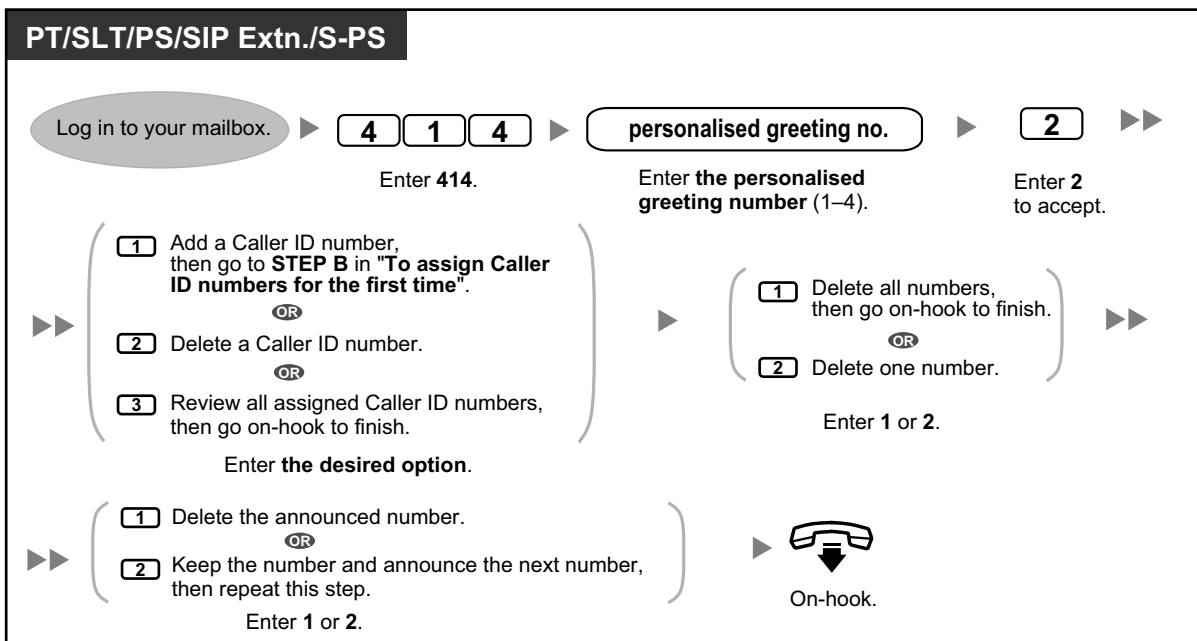 PT/SLT/PS/SIP Extn./S-PS
Log in to your mailbox.
4 1 4
personalised greeting no.
2
Enter 414.
Enter the personalised
greeting number (1–4).
Enter 2
to accept.
1 Add a Caller ID number,
then go to STEP B in "To assign Caller
ID numbers for the first time".
OR
2 Delete a Caller ID number.
OR
3 Review all assigned Caller ID numbers,
then go on-hook to finish.
Enter the desired option.
1 Delete all numbers,
then go on-hook to finish.
OR
2 Delete one number.
Enter 1 or 2.
1 Delete the announced number.
OR
2 Keep the number and announce the next number,
then repeat this step.
Enter 1 or 2.
On-hook.